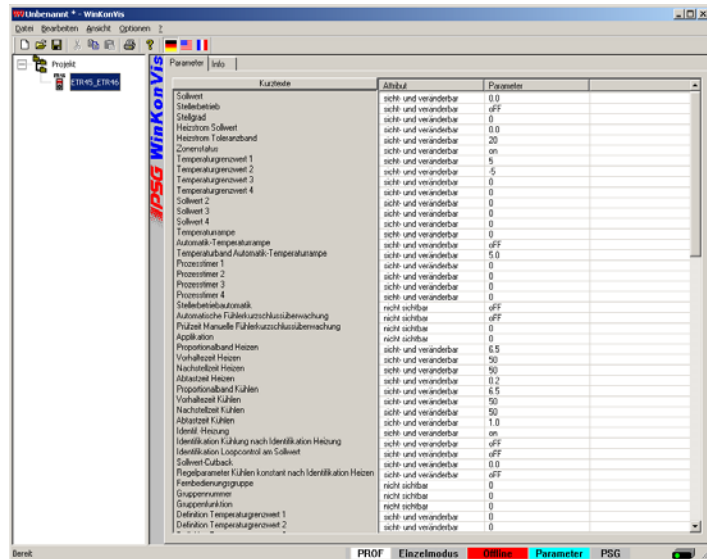 Unbenannt * - WinKonVis
Datei Bearbeiten Ansicht Optionen ?
Projekt
ETR45_ETR46
PSG WinKonVis
Parameter Info
Kurztexte Attribut Parameter
Sollwert sicht- und veränderbar 0.0
Stellerbetrieb sicht- und veränderbar oFF
Stellgrad sicht- und veränderbar 0
Heizstrom Sollwert sicht- und veränderbar 0.0
Heizstrom Toleranzband sicht- und veränderbar 20
Zonenstatus sicht- und veränderbar on
Temperaturgrenzwert 1 sicht- und veränderbar 5
Temperaturgrenzwert 2 sicht- und veränderbar -5
Temperaturgrenzwert 3 sicht- und veränderbar 0
Temperaturgrenzwert 4 sicht- und veränderbar 0
Sollwert 2 sicht- und veränderbar 0
Sollwert 3 sicht- und veränderbar 0
Sollwert 4 sicht- und veränderbar 0
Temperaturrampe sicht- und veränderbar 0
Automatik-Temperaturrampe sicht- und veränderbar oFF
Temperaturband Automatik-Temperaturrampe sicht- und veränderbar 5.0
Prozesstimer 1 sicht- und veränderbar 0
Prozesstimer 2 sicht- und veränderbar 0
Prozesstimer 3 sicht- und veränderbar 0
Prozesstimer 4 sicht- und veränderbar 0
Stellerbetriebautomatik nicht sichtbar oFF
Automatische Fühlerkurzschlussüberwachung nicht sichtbar oFF
Prüfzeit Manuelle Fühlerkurzschlussüberwachung nicht sichtbar 0
Applikation nicht sichtbar 0
Proportionalband Heizen sicht- und veränderbar 6.5
Vorhaltezeit Heizen sicht- und veränderbar 50
Nachstellzeit Heizen sicht- und veränderbar 50
Abtastzeit Heizen sicht- und veränderbar 0.2
Proportionalband Kühlen sicht- und veränderbar 6.5
Vorhaltezeit Kühlen sicht- und veränderbar 50
Nachstellzeit Kühlen sicht- und veränderbar 50
Abtastzeit Kühlen sicht- und veränderbar 1.0
Identif.-Heizung sicht- und veränderbar on
Identifikation Kühlung nach Identifikation Heizung sicht- und veränderbar oFF
Identifikation Loopcontrol am Sollwert sicht- und veränderbar oFF
Sollwert-Cutback sicht- und veränderbar 0.0
Regelparameter Kühlen konstant nach Identifikation Heizen sicht- und veränderbar oFF
Fernbedienungsgruppe nicht sichtbar 0
Gruppennummer nicht sichtbar 0
Gruppenfunktion nicht sichtbar 0
Definition Temperaturgrenzwert 1 sicht- und veränderbar 0
Definition Temperaturgrenzwert 2 sicht- und veränderbar 0
Bereit PROF Einzelmodus Offline Parameter PSG